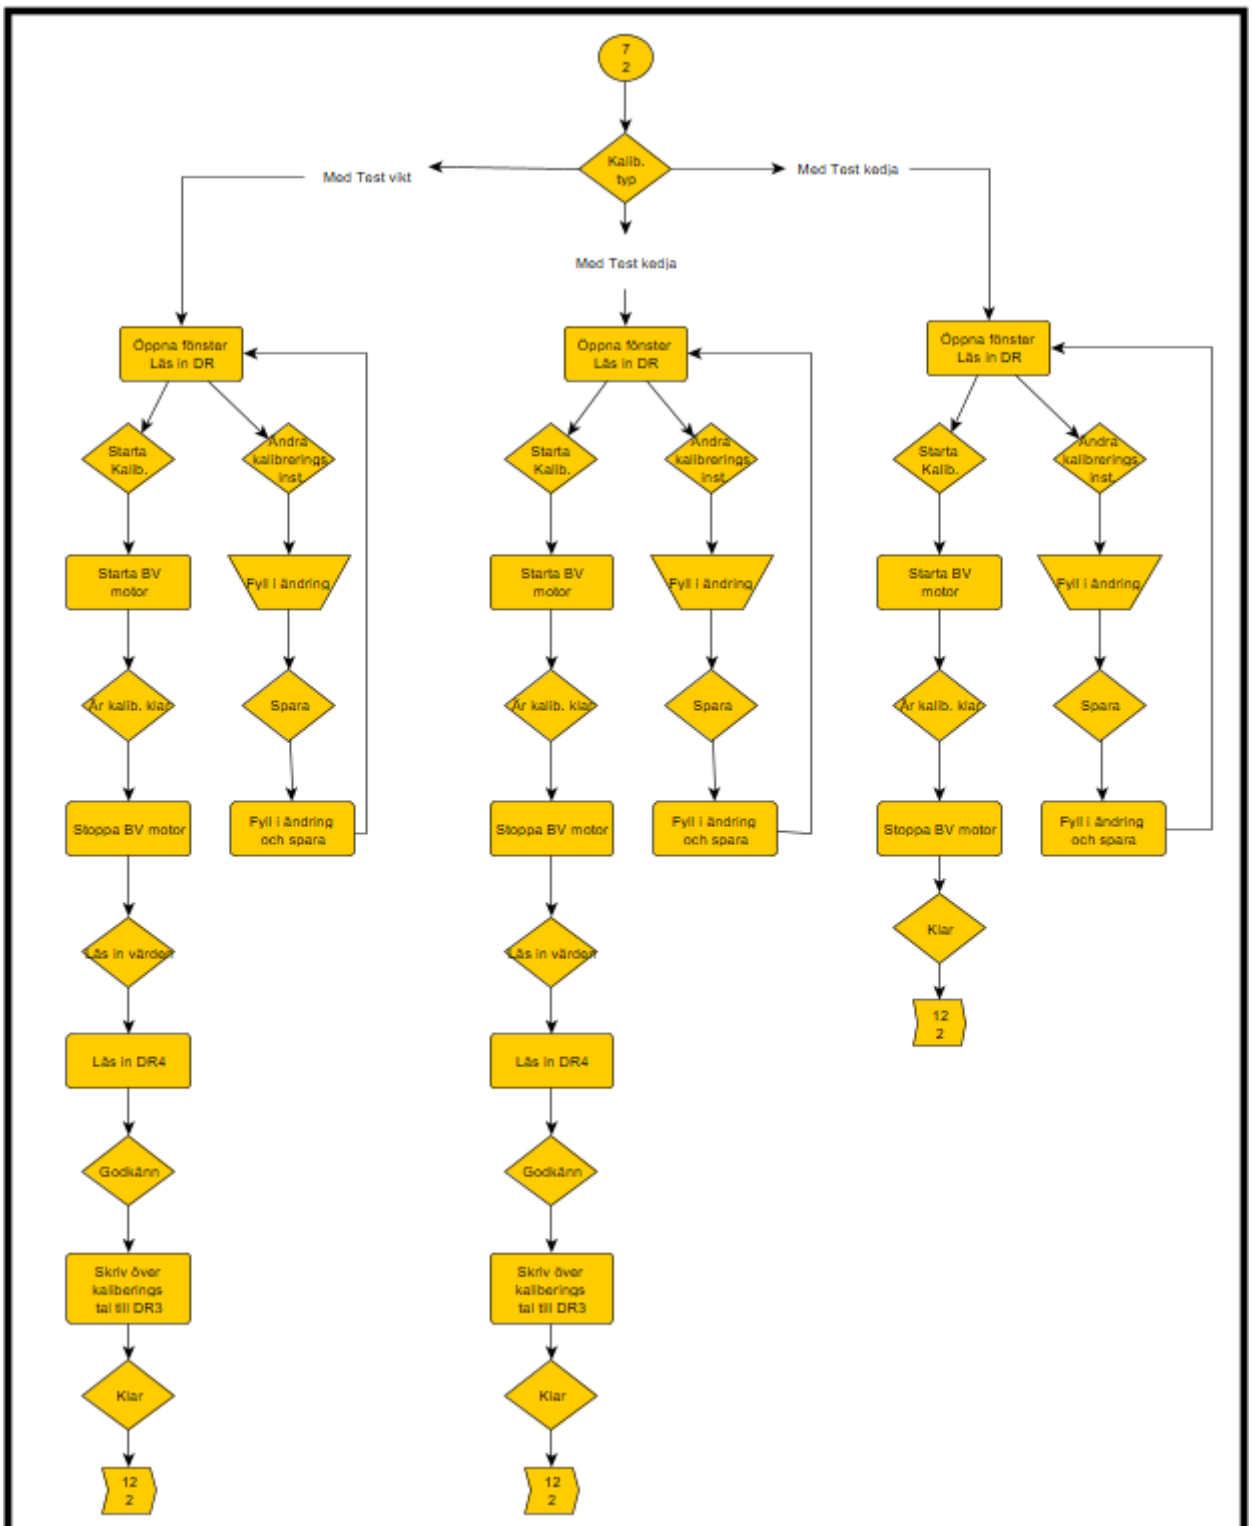 7
2
Kalib.
typ
Med Test vikt
Med Test kedja
Med Test kedja
Öppna fönster
Läs in DR
Starta
Kalib.
Ändra
kalibrerings
inst.
Starta BV
motor
Fyll i ändring
Är kalib. klar
Spara
Stoppa BV motor
Fyll i ändring
och spara
Läs in värden
Läs in DR4
Godkänn
Skriv över
kaliberings
tal till DR3
Klar
12
2
Öppna fönster
Läs in DR
Starta
Kalib.
Ändra
kalibrerings
inst.
Starta BV
motor
Fyll i ändring
Är kalib. klar
Spara
Stoppa BV motor
Fyll i ändring
och spara
Läs in värden
Läs in DR4
Godkänn
Skriv över
kaliberings
tal till DR3
Klar
12
2
Öppna fönster
Läs in DR
Starta
Kalib.
Ändra
kalibrerings
inst.
Starta BV
motor
Fyll i ändring
Är kalib. klar
Spara
Stoppa BV motor
Fyll i ändring
och spara
Klar
12
2